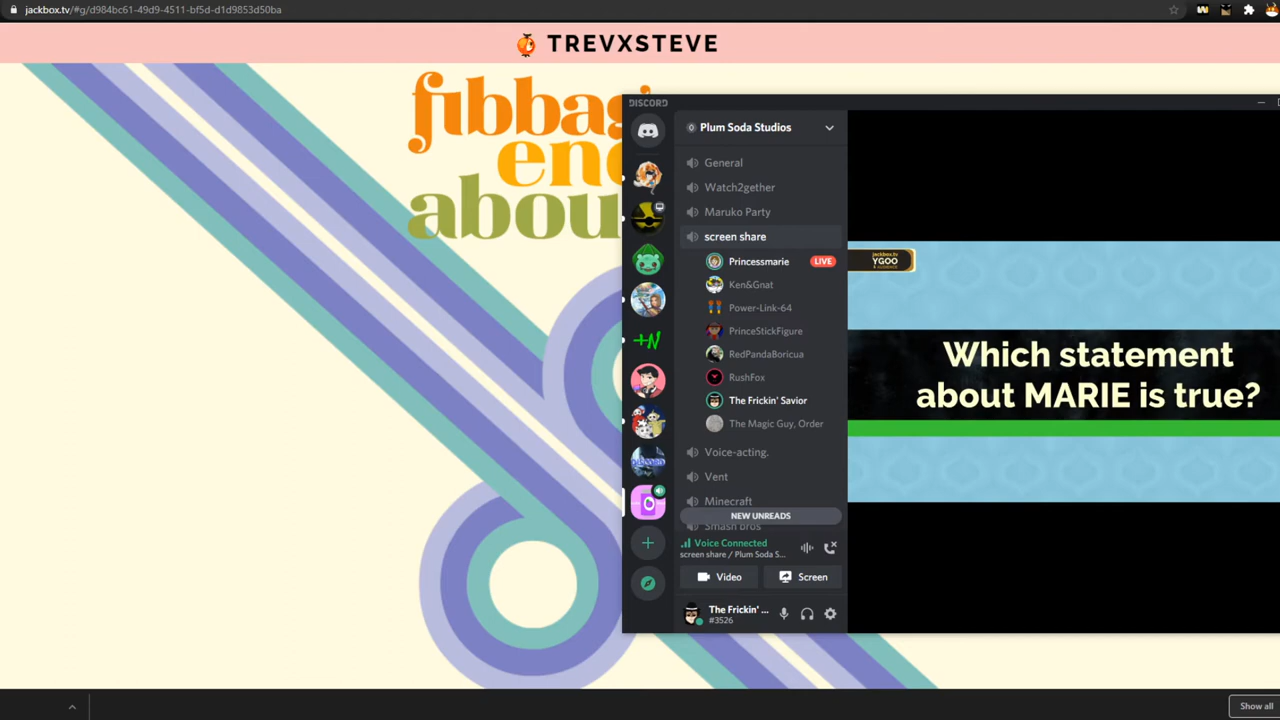 jackbox.tv/#g/d984bc61-49d9-4511-bf5d-d1d9853d50ba
TREVXSTEVE
fibbag
en
abou
DISCORD
Plum Soda Studios
General
Watch2gether
Maruko Party
screen share
Princessmarie LIVE
Ken&Gnat
Power-Link-64
PrinceStickFigure
RedPandaBoricua
RushFox
The Frickin' Savior
The Magic Guy, Order
Voice-acting.
Vent
Minecraft
Smash bros
NEW UNREADS
Voice Connected
screen share / Plum Soda S...
Video Screen
The Frickin' ...
#3526
jackbox.tv
YGOO
Which statement
about MARIE is true?
Show all